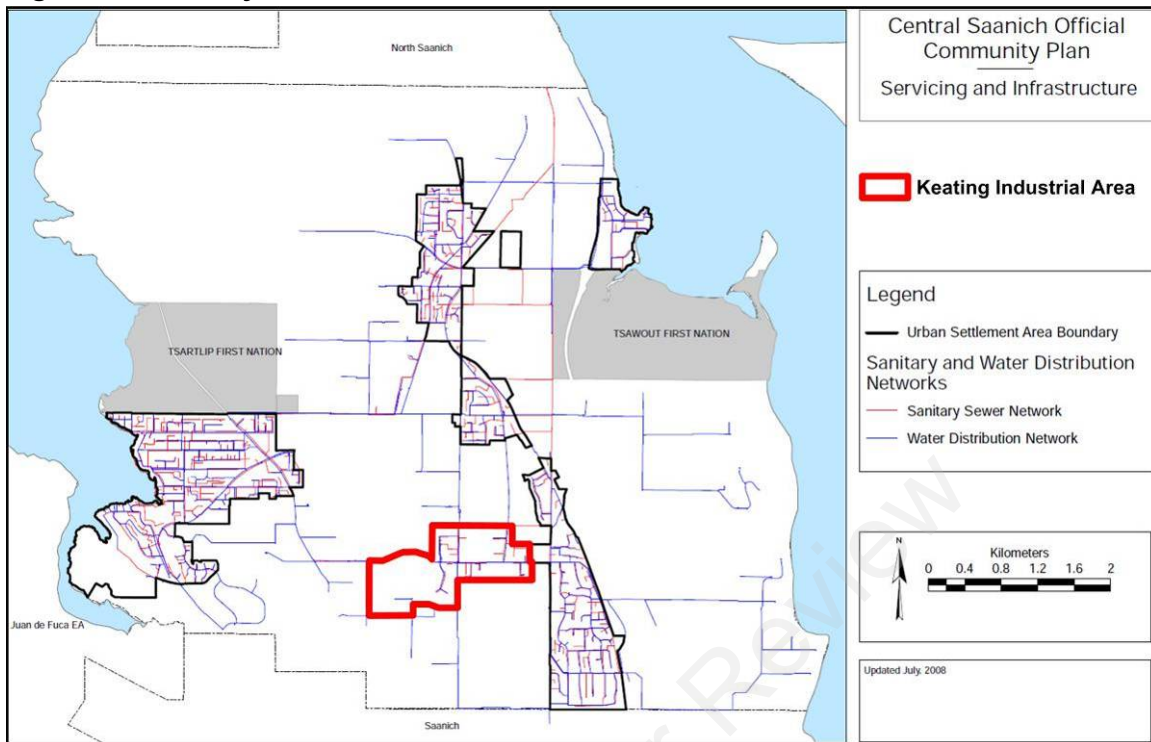 North Saanich
TSARTLIP FIRST NATION
TSAWOUT FIRST NATION
Juan de Fuca EA
Saanich
Central Saanich Official
Community Plan
Servicing and Infrastructure
Keating Industrial Area
Legend
Urban Settlement Area Boundary
Sanitary and Water Distribution
Networks
Sanitary Sewer Network
Water Distribution Network
N
Kilometers
0 0.4 0.8 1.2 1.6 2
Updated July, 2008
Review